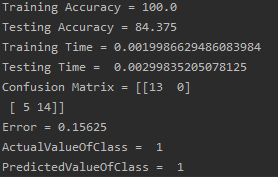 Training Accuracy = 100.0
Testing Accuracy = 84.375
Training Time = 0.0019986629486083984
Testing Time =  0.00299835205078125
Confusion Matrix = [[13  0]
 [ 5 14]]
Error = 0.15625
ActualValueOfClass =  1
PredictedValueOfClass =  1